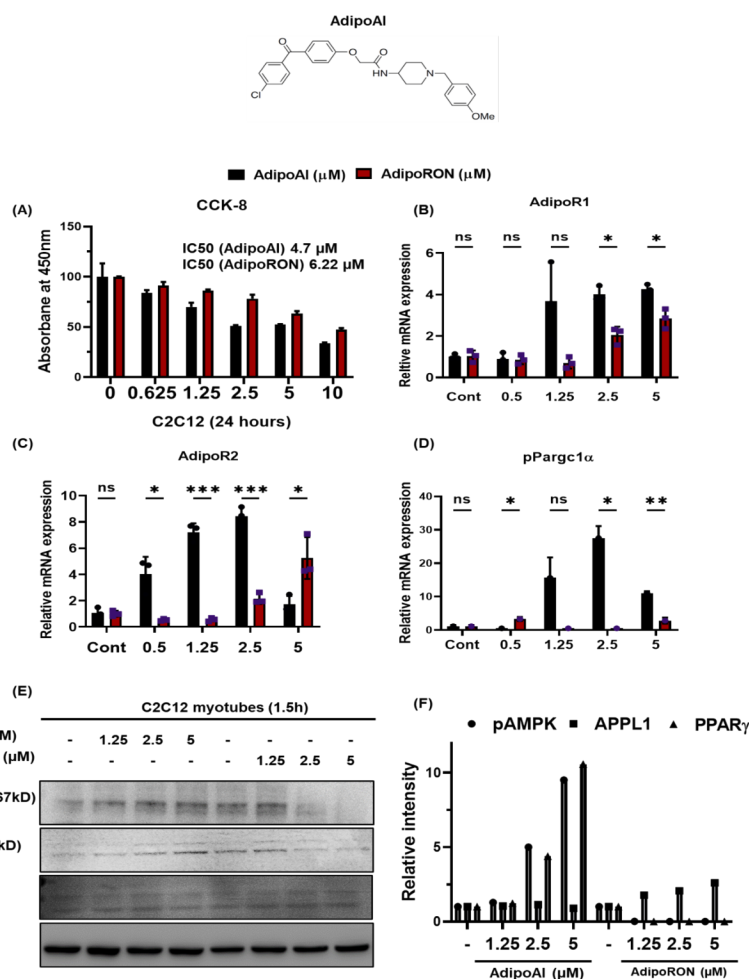 AdipoAI
O
O
O
HN
N
Cl
OMe
AdipoAI (μM) AdipoRON (μM)
(A)
CCK-8
IC50 (AdipoAI) 4.7 μM
IC50 (AdipoRON) 6.22 μM
Absorbane at 450nm
150
100
50
0
0 0.625 1.25 2.5 5 10
C2C12 (24 hours)
(B)
AdipoR1
ns ns ns * *
Reltive mRNA expression
6
4
2
0
Cont 0.5 1.25 2.5 5
(C)
AdipoR2
ns * *** *** *
Relative mRNA expression
10
8
6
4
2
0
Cont 0.5 1.25 2.5 5
(D)
pPargc1α
ns * ns * **
Relative mRNA expression
40
30
20
10
0
Cont 0.5 1.25 2.5 5
(E)
C2C12 myotubes (1.5h)
M) - 1.25 2.5 5 - - - -
(μM) - - - - - 1.25 2.5 5
67kD)
kD)
(F)
pAMPK APPL1 PPARγ
Relative intensity
10
5
0
- 1.25 2.5 5 - 1.25 2.5 5
AdipoAI (μM) AdipoRON (μM)